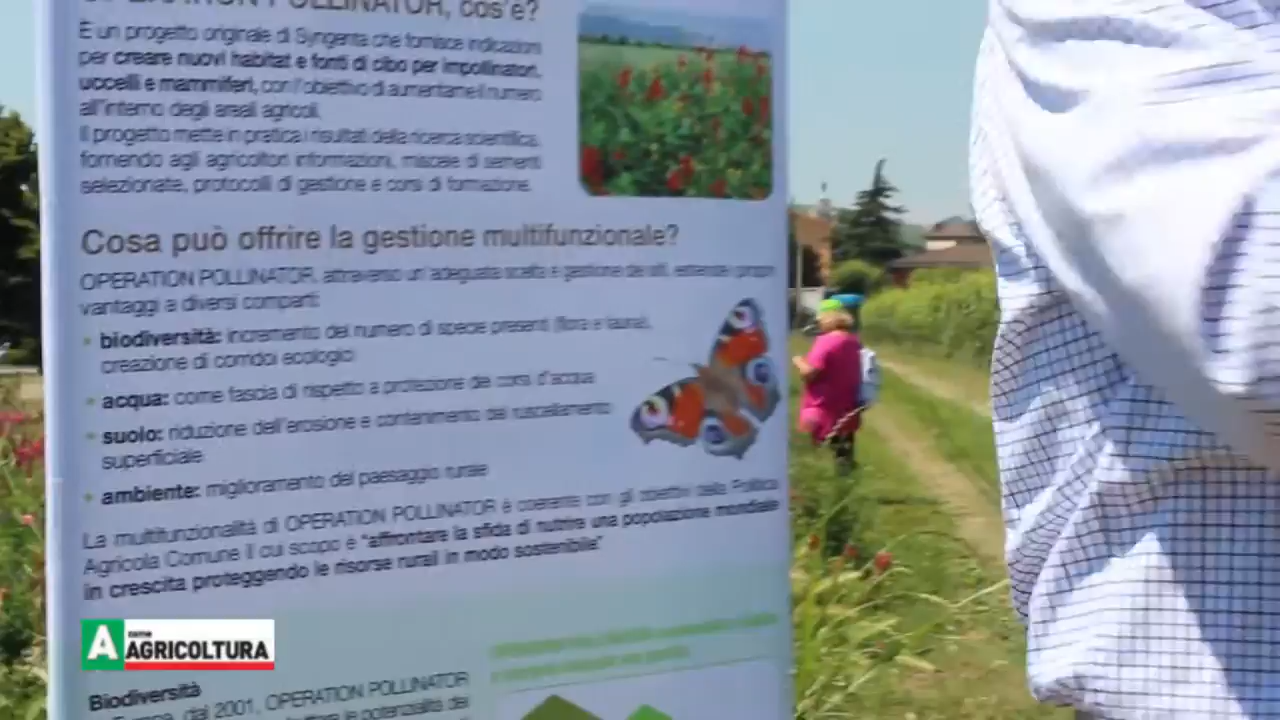 OPERATION POLLINATOR, cos'è?
È un progetto originale di Syngenta che fornisce indicazioni
per creare nuovi habitat e fonti di cibo per impollinatori,
uccelli e mammiferi, con l'obiettivo di aumentarne il numero
all'interno degli areali agricoli.
Il progetto mette in pratica i risultati della ricerca scientifica,
fornendo agli agricoltori informazioni, miscele di sementi
selezionate, protocolli di gestione e corsi di formazione.
Cosa può offrire la gestione multifunzionale?
OPERATION POLLINATOR, attraverso un'adeguata scelta e gestione dei siti,
vantaggi a diversi comparti:
• biodiversità: incremento del numero di specie presenti (flora e fauna),
creazione di corridoi ecologici
• acqua: come fascia di rispetto a protezione dei corsi d'acqua
• suolo: riduzione dell'erosione e contenimento del ruscellamento
superficiale
• ambiente: miglioramento del paesaggio rurale
La multifunzionalità di OPERATION POLLINATOR è coerente con gli obiettivi della Politica
Agricola Comune il cui scopo è "affrontare la sfida di nutrire una popolazione mondiale
in crescita proteggendo le risorse rurali in modo sostenibile"
A come
AGRICOLTURA
Biodiversità
Europa, dal 2001, OPERATION POLLINATOR
le potenzialità dei